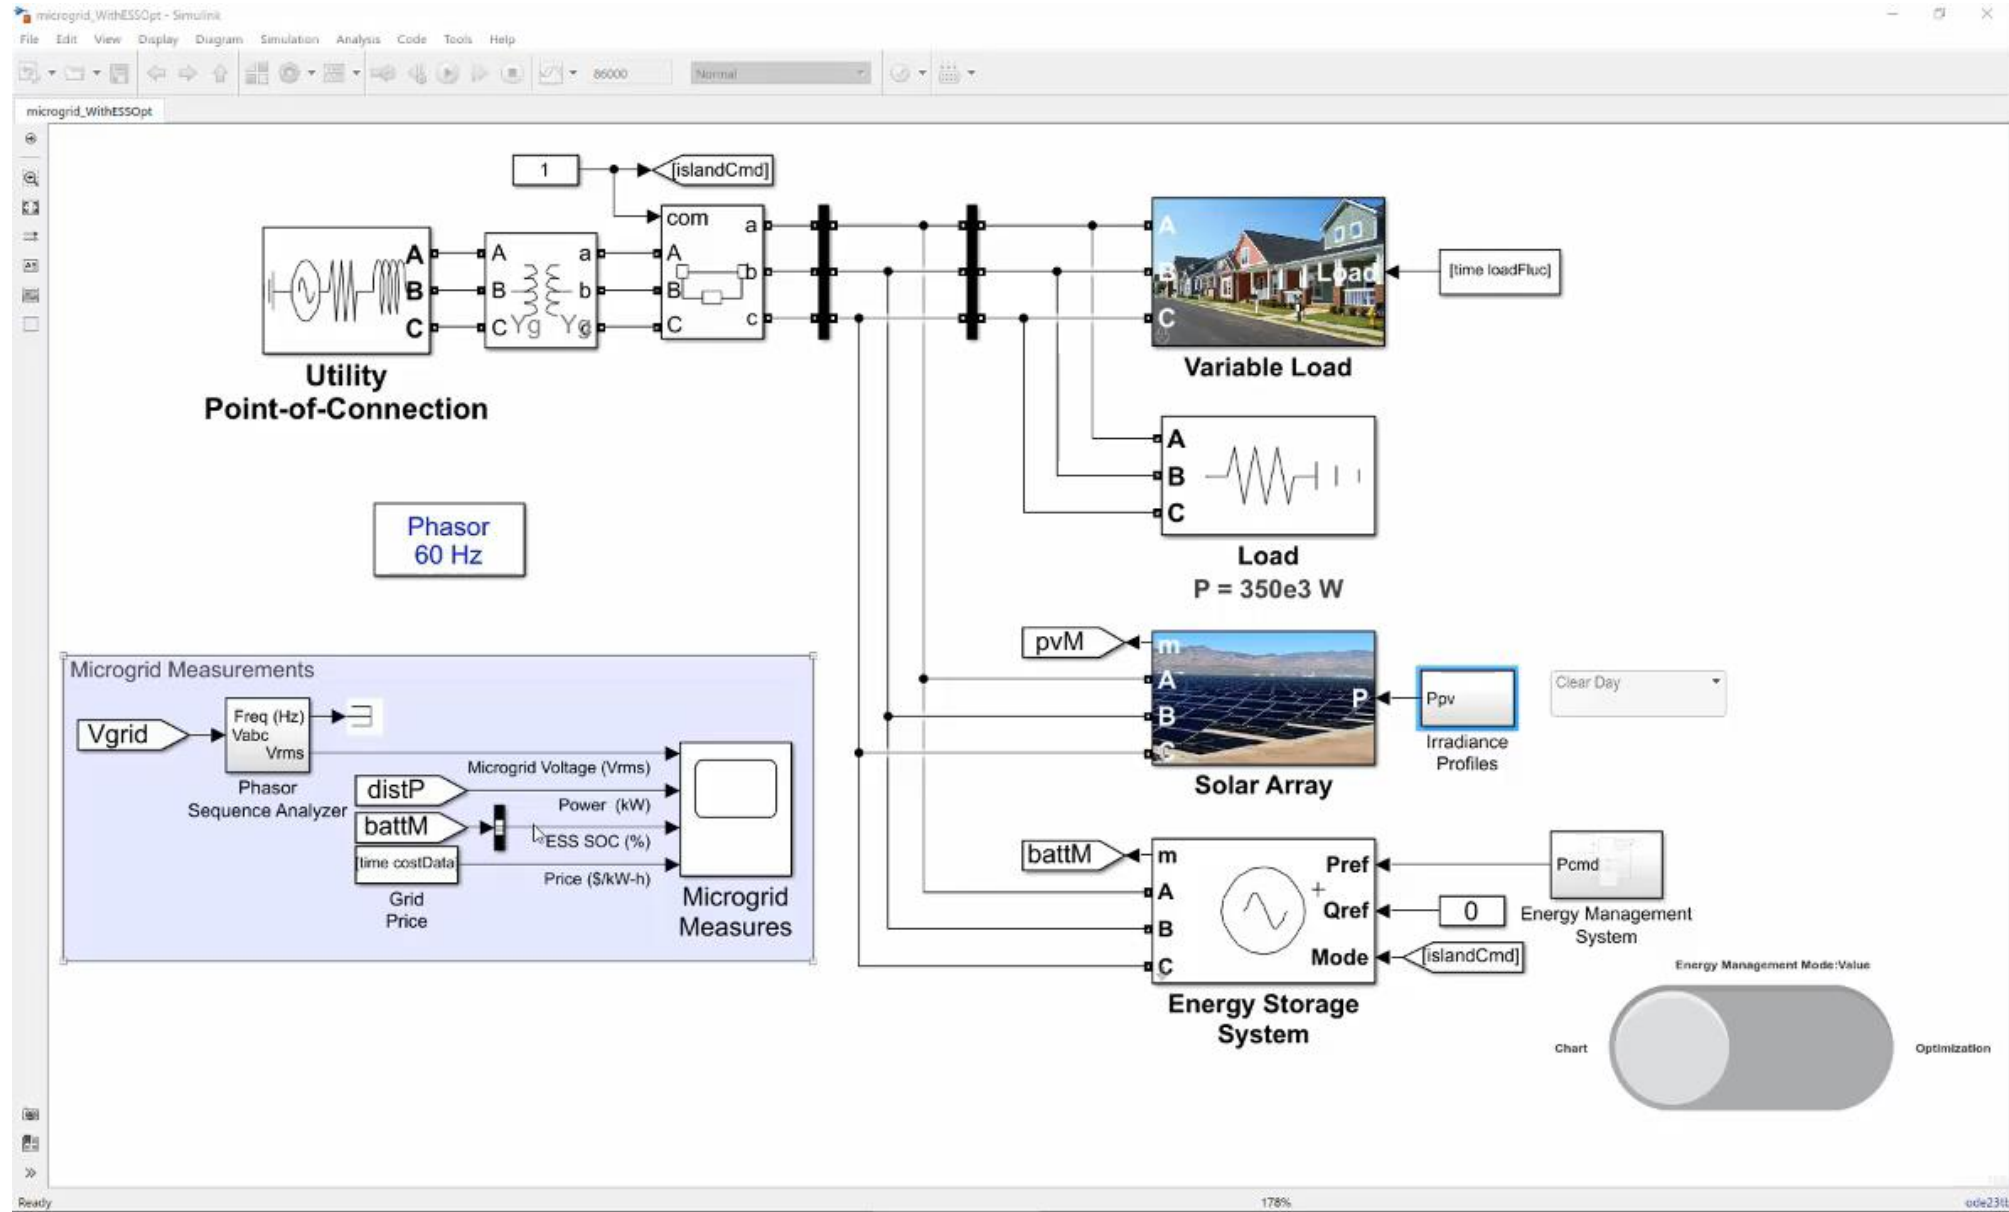 microgrid_WithESSOpt - Simulink
File Edit View Display Diagram Simulation Analysis Code Tools Help
86000 Normal
microgrid_WithESSOpt
1
[islandCmd]
com
A B C
A B C
a b c
Yg Yg
A B C
a b c
Utility
Point-of-Connection
A
B
C
Load
[time loadFluc]
Variable Load
A
B
C
Load
P = 350e3 W
Phasor
60 Hz
pvM
m
A
B
C
P
Ppv
Clear Day
Irradiance
Profiles
Solar Array
Microgrid Measurements
Vgrid
Freq (Hz)
Vabc
Vrms
Phasor
Sequence Analyzer
Microgrid Voltage (Vrms)
distP
Power (kW)
battM
ESS SOC (%)
[time costData]
Price ($/kW-h)
Grid
Price
Microgrid
Measures
battM
m
A
B
C
Pref
Qref
Mode
Pcmd
0
[islandCmd]
Energy Management
System
Energy Storage
System
Energy Management Mode:Value
Chart
Optimization
Ready
178%